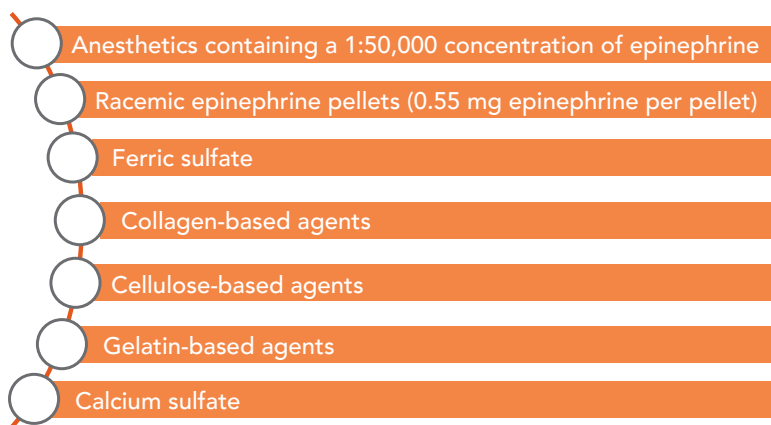 Anesthetics containing a 1:50,000 concentration of epinephrine
Racemic epinephrine pellets (0.55 mg epinephrine per pellet)
Ferric sulfate
Collagen-based agents
Cellulose-based agents
Gelatin-based agents
Calcium sulfate